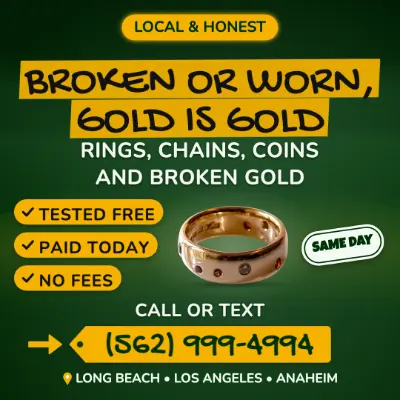 LOCAL & HONEST
BROKEN OR WORN,
GOLD IS GOLD
RINGS, CHAINS, COINS
AND BROKEN GOLD
✓ TESTED FREE
✓ PAID TODAY
✓ NO FEES
SAME DAY
CALL OR TEXT
(562) 999-4994
LONG BEACH • LOS ANGELES • ANAHEIM